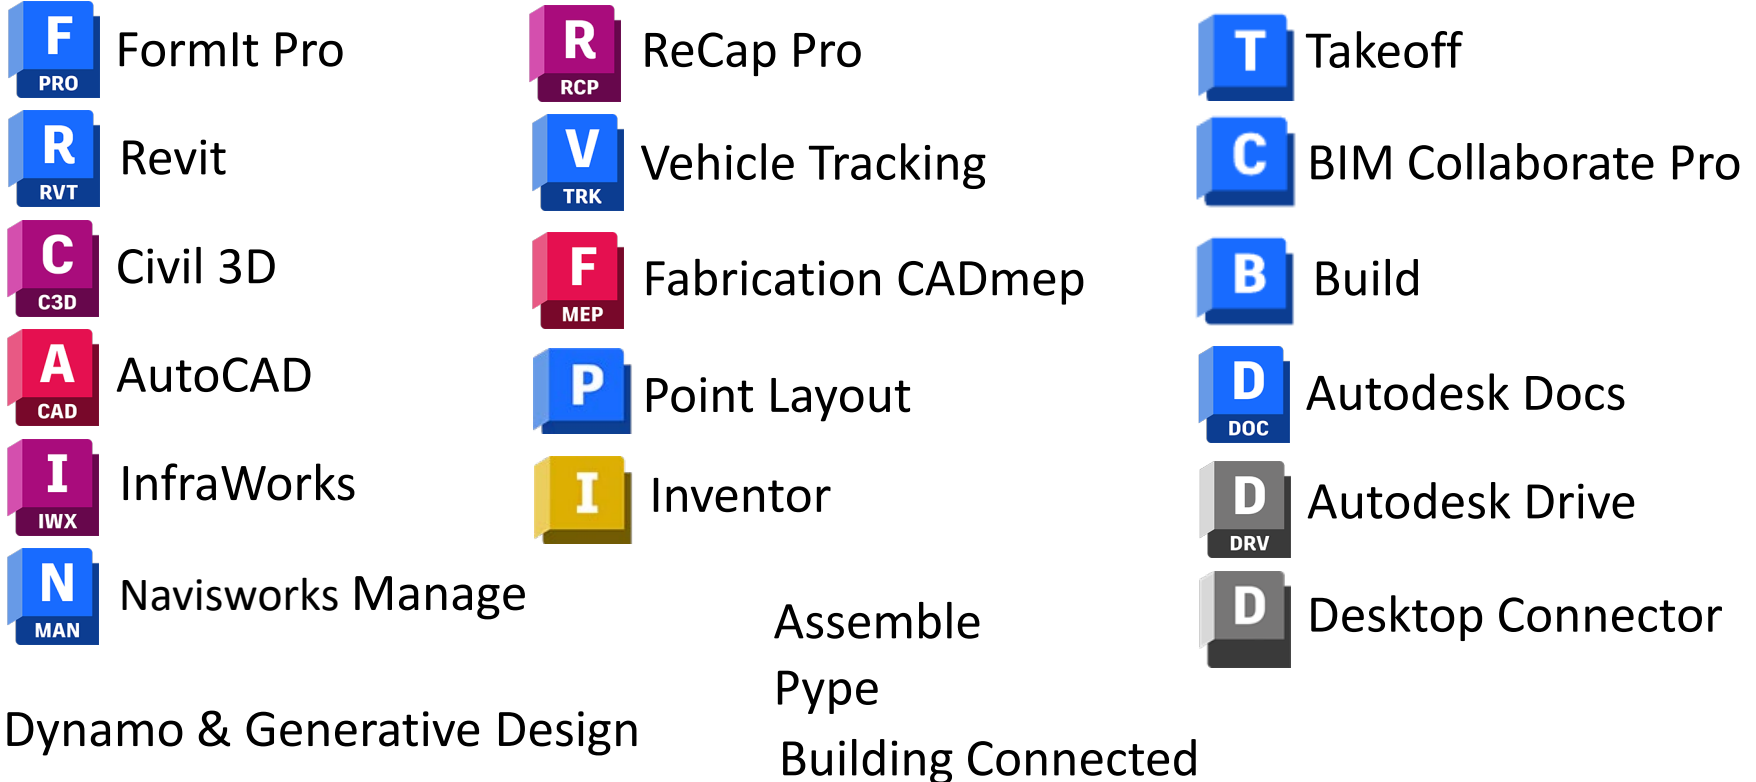 F
PRO
FormIt Pro
R
RVT
Revit
C
C3D
Civil 3D
A
CAD
AutoCAD
I
IWX
InfraWorks
N
MAN
Navisworks Manage
Dynamo & Generative Design
R
RCP
ReCap Pro
V
TRK
Vehicle Tracking
F
MEP
Fabrication CADmep
P
Point Layout
I
Inventor
Assemble
Pype
Building Connected
T
Takeoff
C
BIM Collaborate Pro
B
Build
D
DOC
Autodesk Docs
D
DRV
Autodesk Drive
D
Desktop Connector